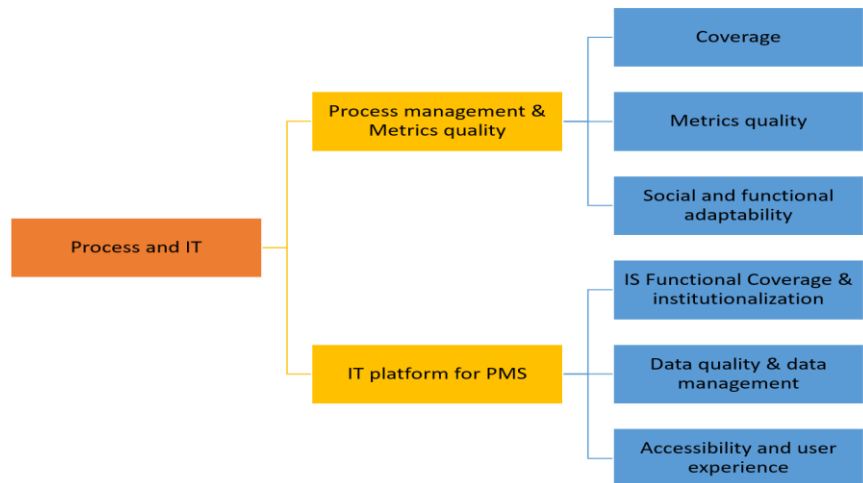 Process and IT
Process management &
Metrics quality
Coverage
Metrics quality
Social and functional
adaptability
IT platform for PMS
IS Functional Coverage &
institutionalization
Data quality & data
management
Accessibility and user
experience